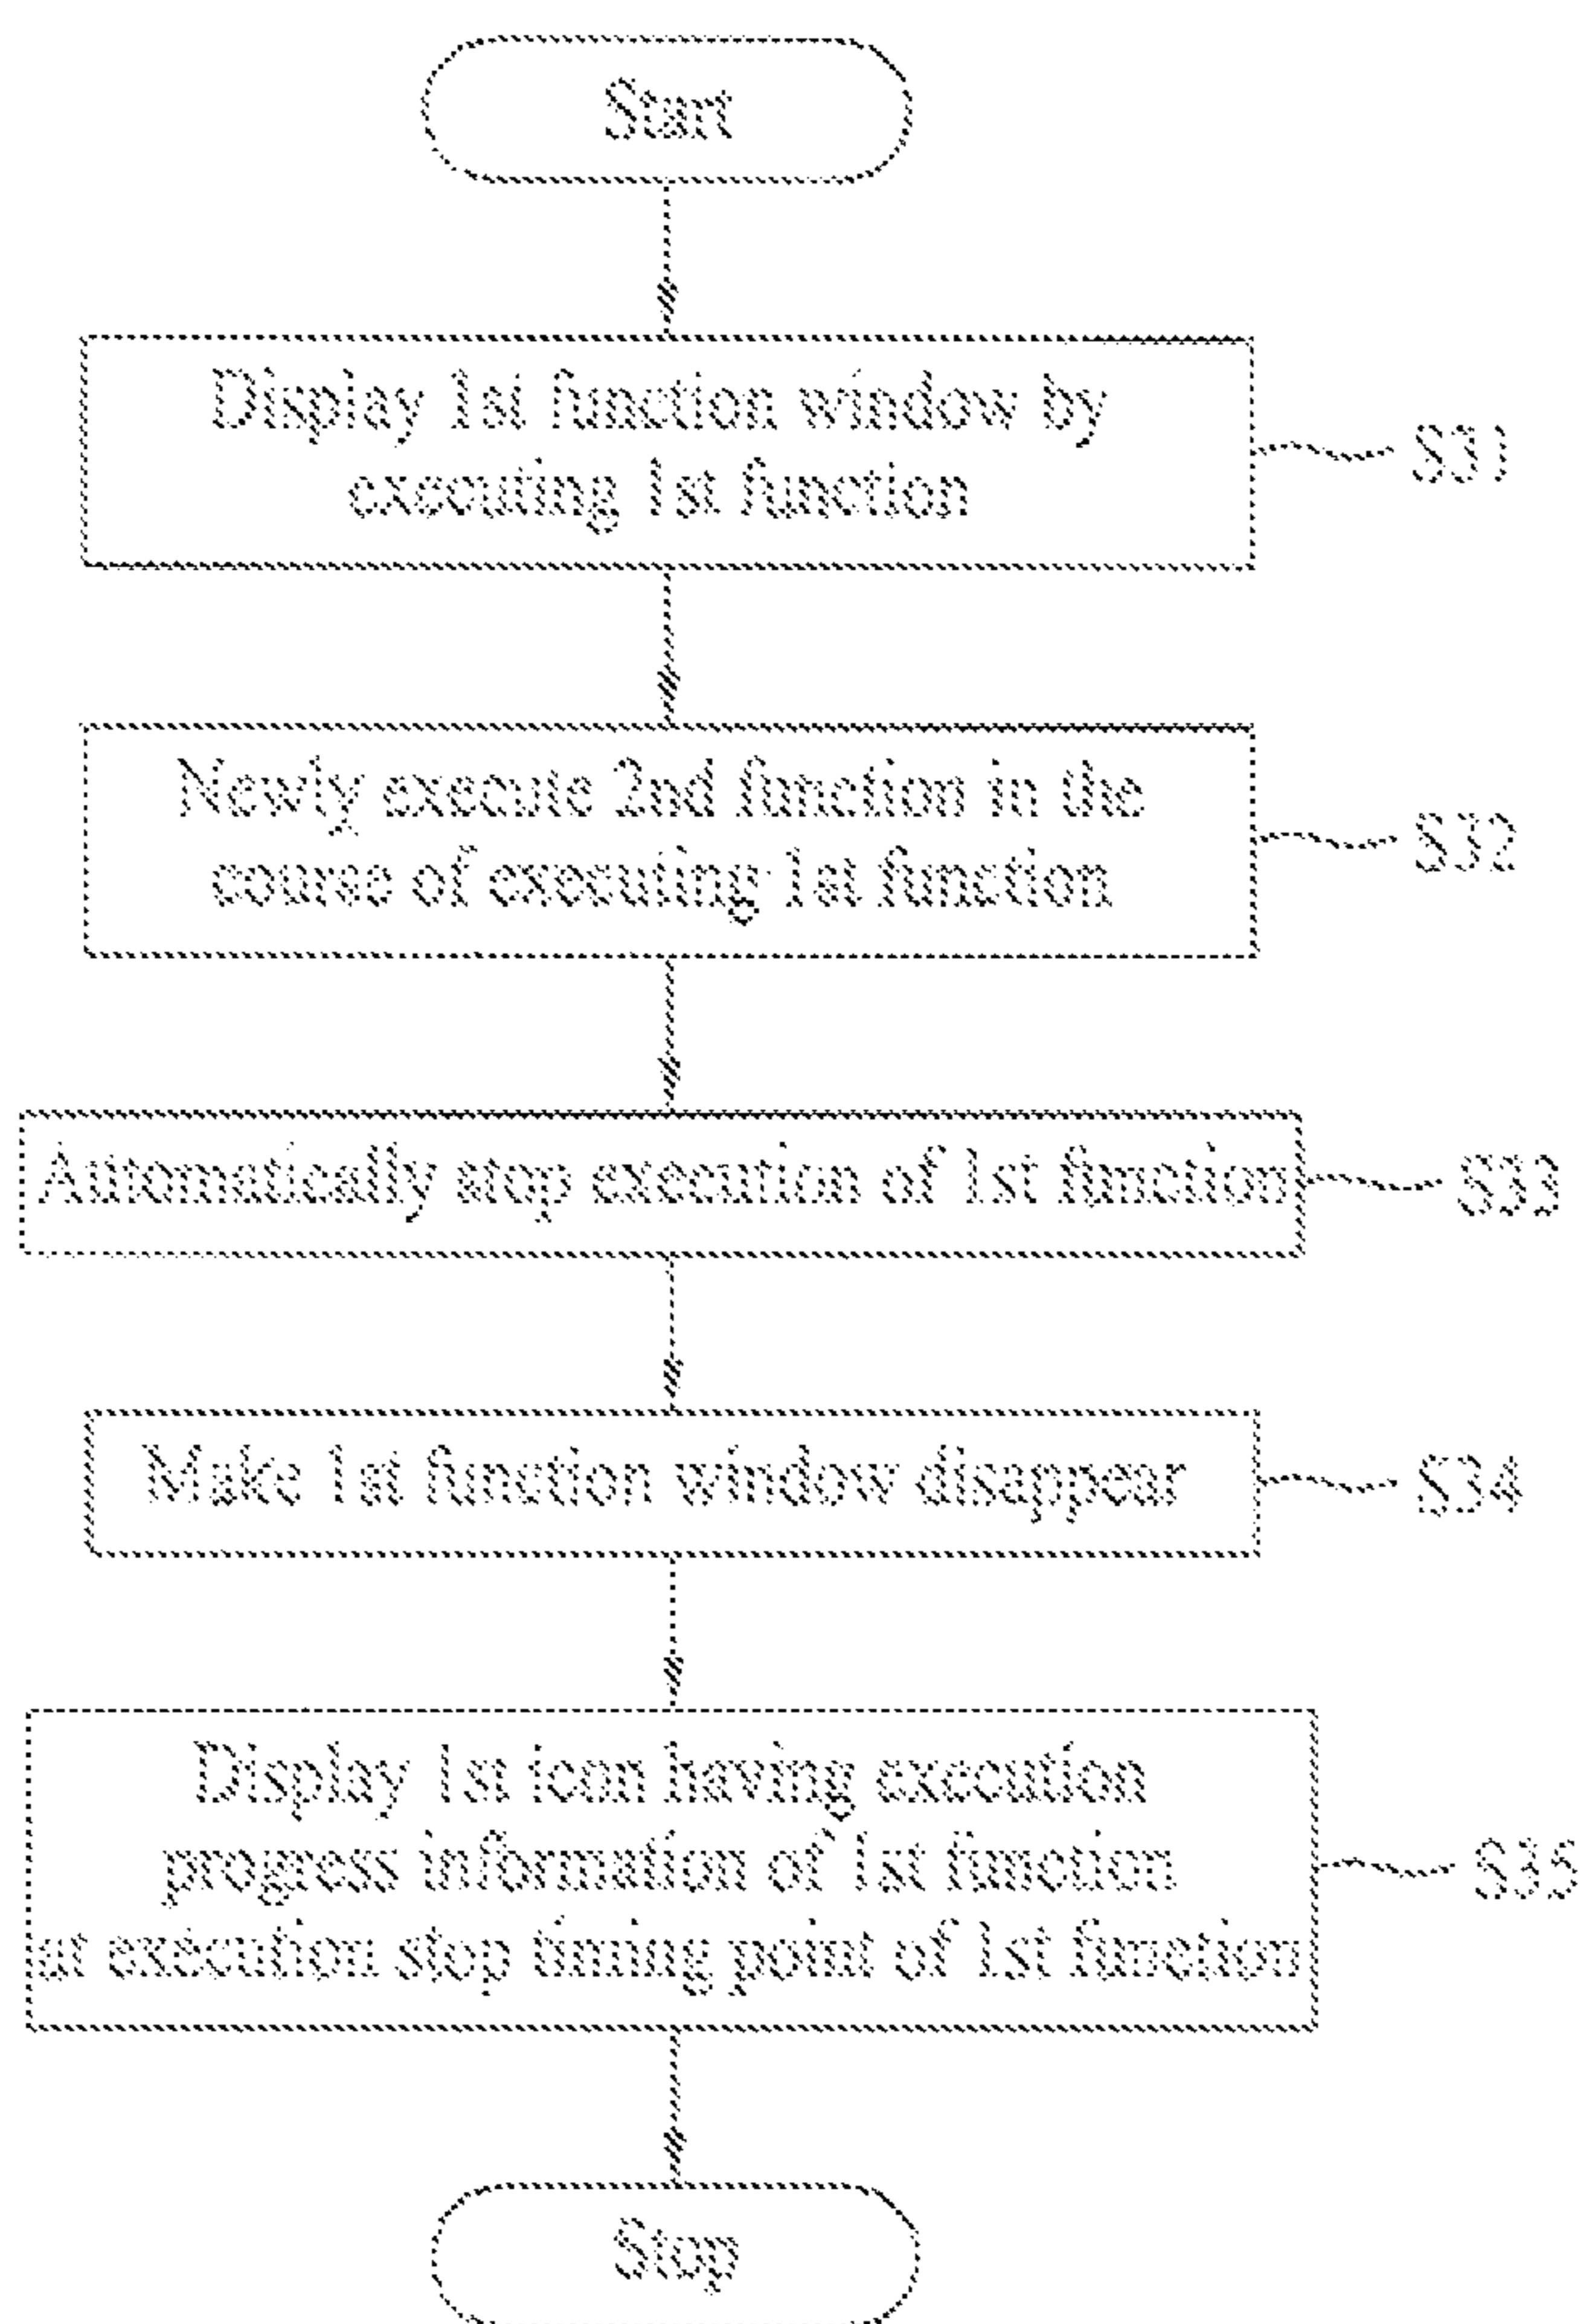 Start
Display 1st function window by
executing 1st function
S31
Newly execute 2nd function in the
course of executing 1st function
S32
Automatically stop execution of 1st function
S33
Make 1st function window disappear
S34
Display 1st icon having execution
progress information of 1st function
at execution stop timing point of 1st function
S35
Stop